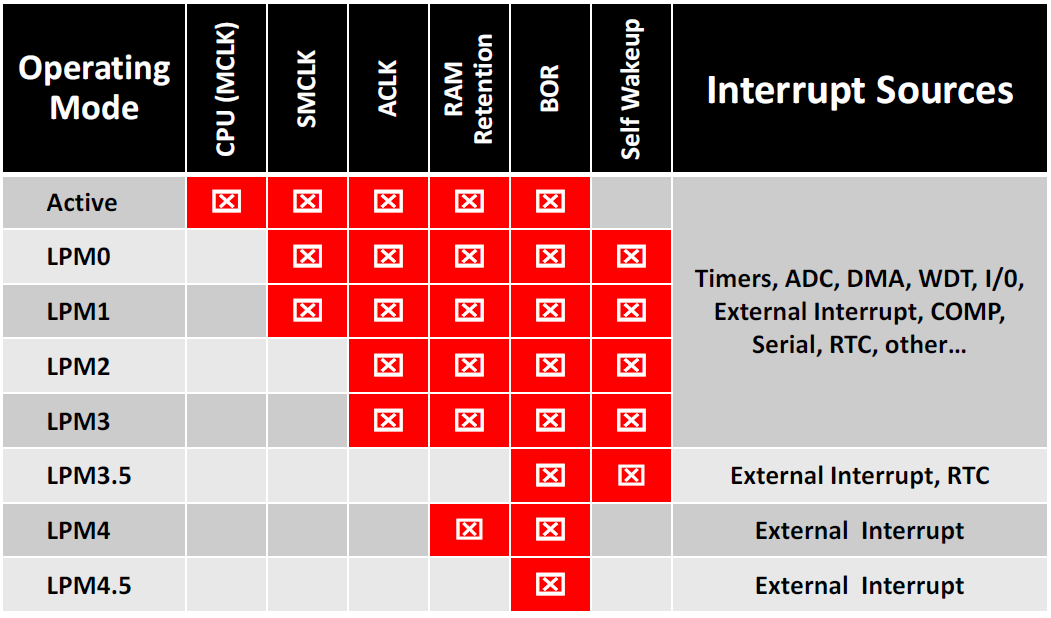 Operating
Mode
CPU (MCLK)
SMCLK
ACLK
RAM
Retention
BOR
Self Wakeup
Interrupt Sources
Active
LPM0
LPM1
LPM2
LPM3
Timers, ADC, DMA, WDT, I/0,
External Interrupt, COMP,
Serial, RTC, other...
LPM3.5
External Interrupt, RTC
LPM4
External Interrupt
LPM4.5
External Interrupt